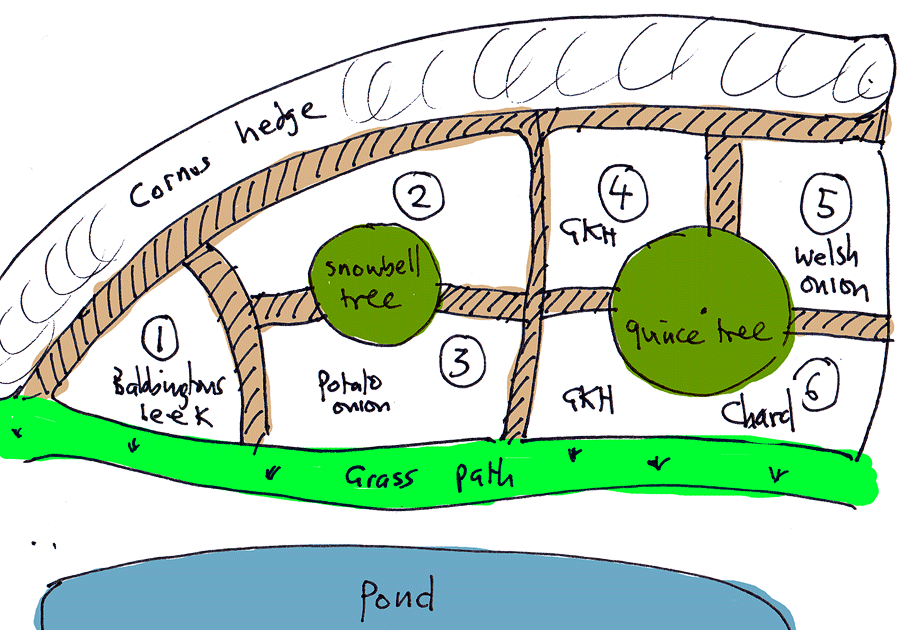 Cornus hedge
2
4
GKH
5
Welsh
onion
snowbell
tree
quince tree
1
Babbingtons
leek
3
Potato
onion
GKH
6
Chard
Grass path
Pond